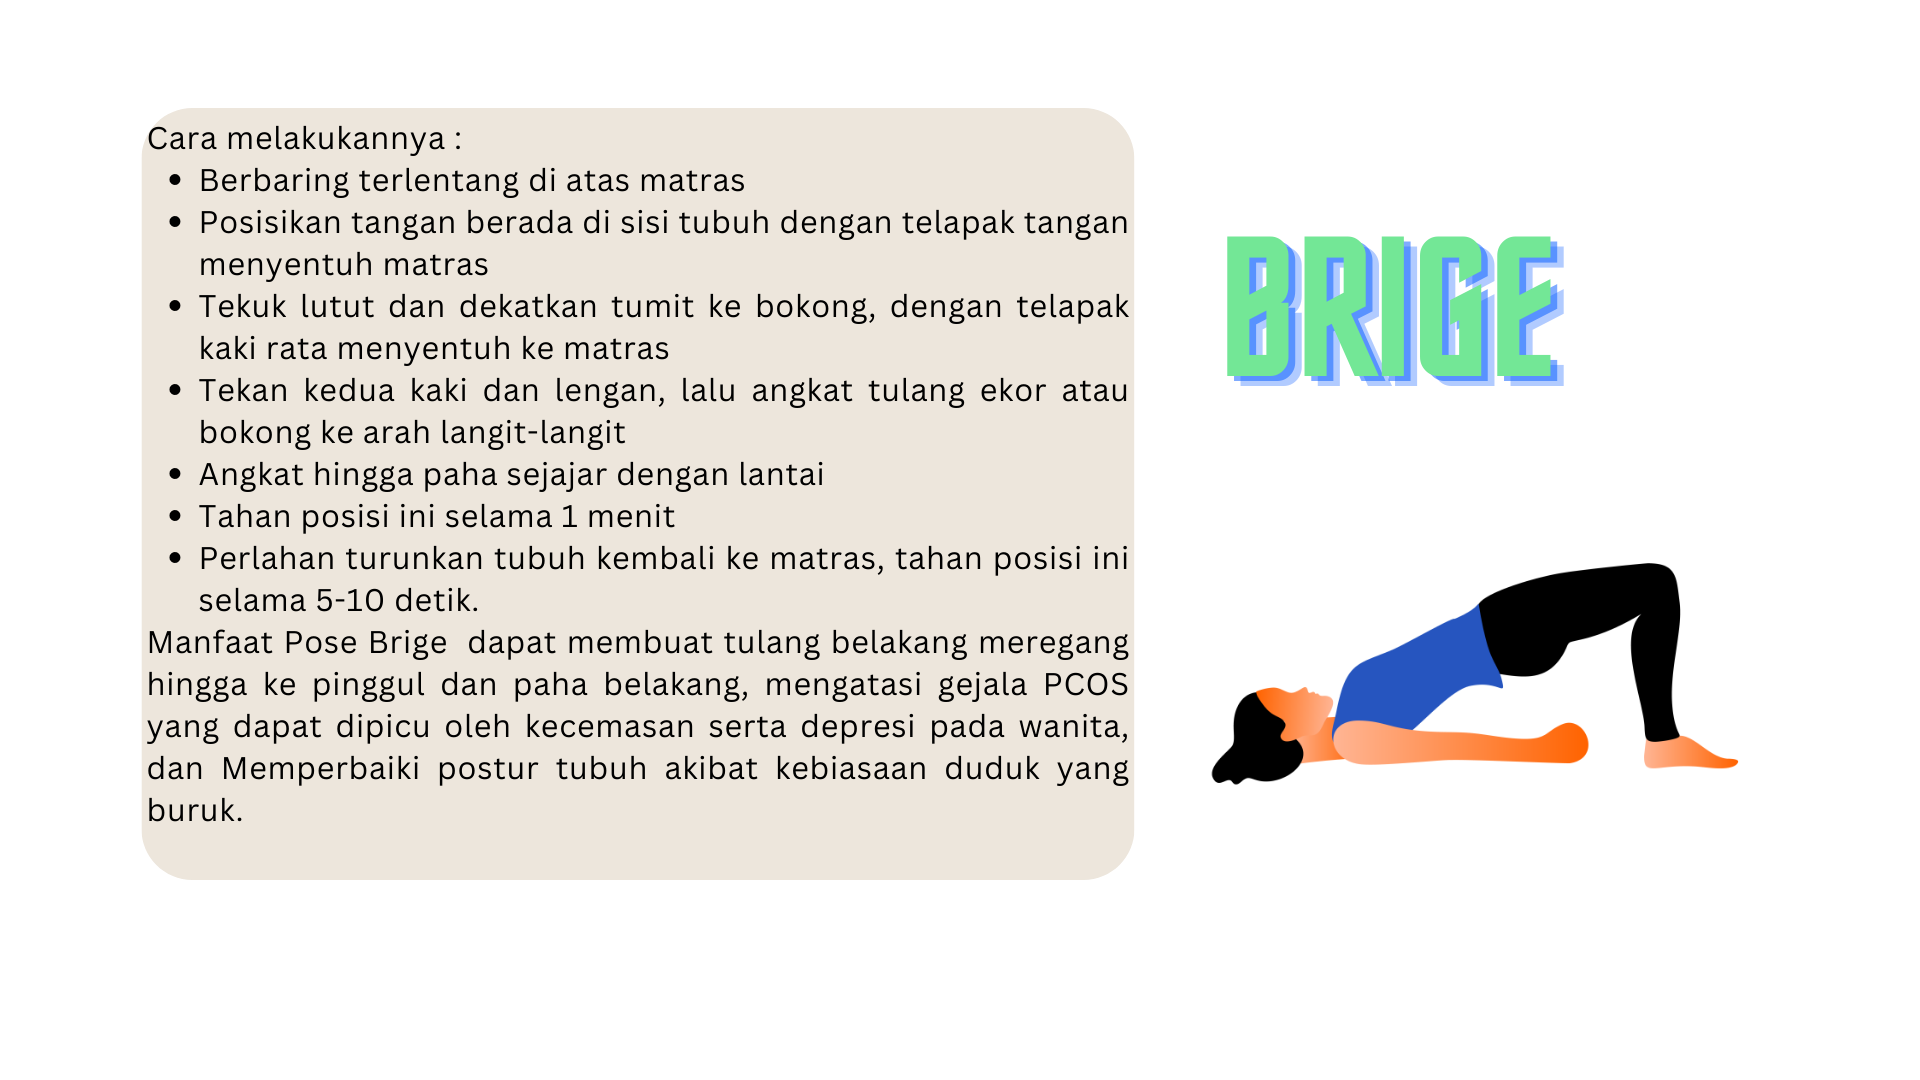 Cara melakukannya :
• Berbaring terlentang di atas matras
• Posisikan tangan berada di sisi tubuh dengan telapak tangan
menyentuh matras
• Tekuk lutut dan dekatkan tumit ke bokong, dengan telapak
kaki rata menyentuh ke matras
• Tekan kedua kaki dan lengan, lalu angkat tulang ekor atau
bokong ke arah langit-langit
• Angkat hingga paha sejajar dengan lantai
• Tahan posisi ini selama 1 menit
• Perlahan turunkan tubuh kembali ke matras, tahan posisi ini
selama 5-10 detik.
Manfaat Pose Brige dapat membuat tulang belakang meregang
hingga ke pinggul dan paha belakang, mengatasi gejala PCOS
yang dapat dipicu oleh kecemasan serta depresi pada wanita,
dan Memperbaiki postur tubuh akibat kebiasaan duduk yang
buruk.
BRIGE